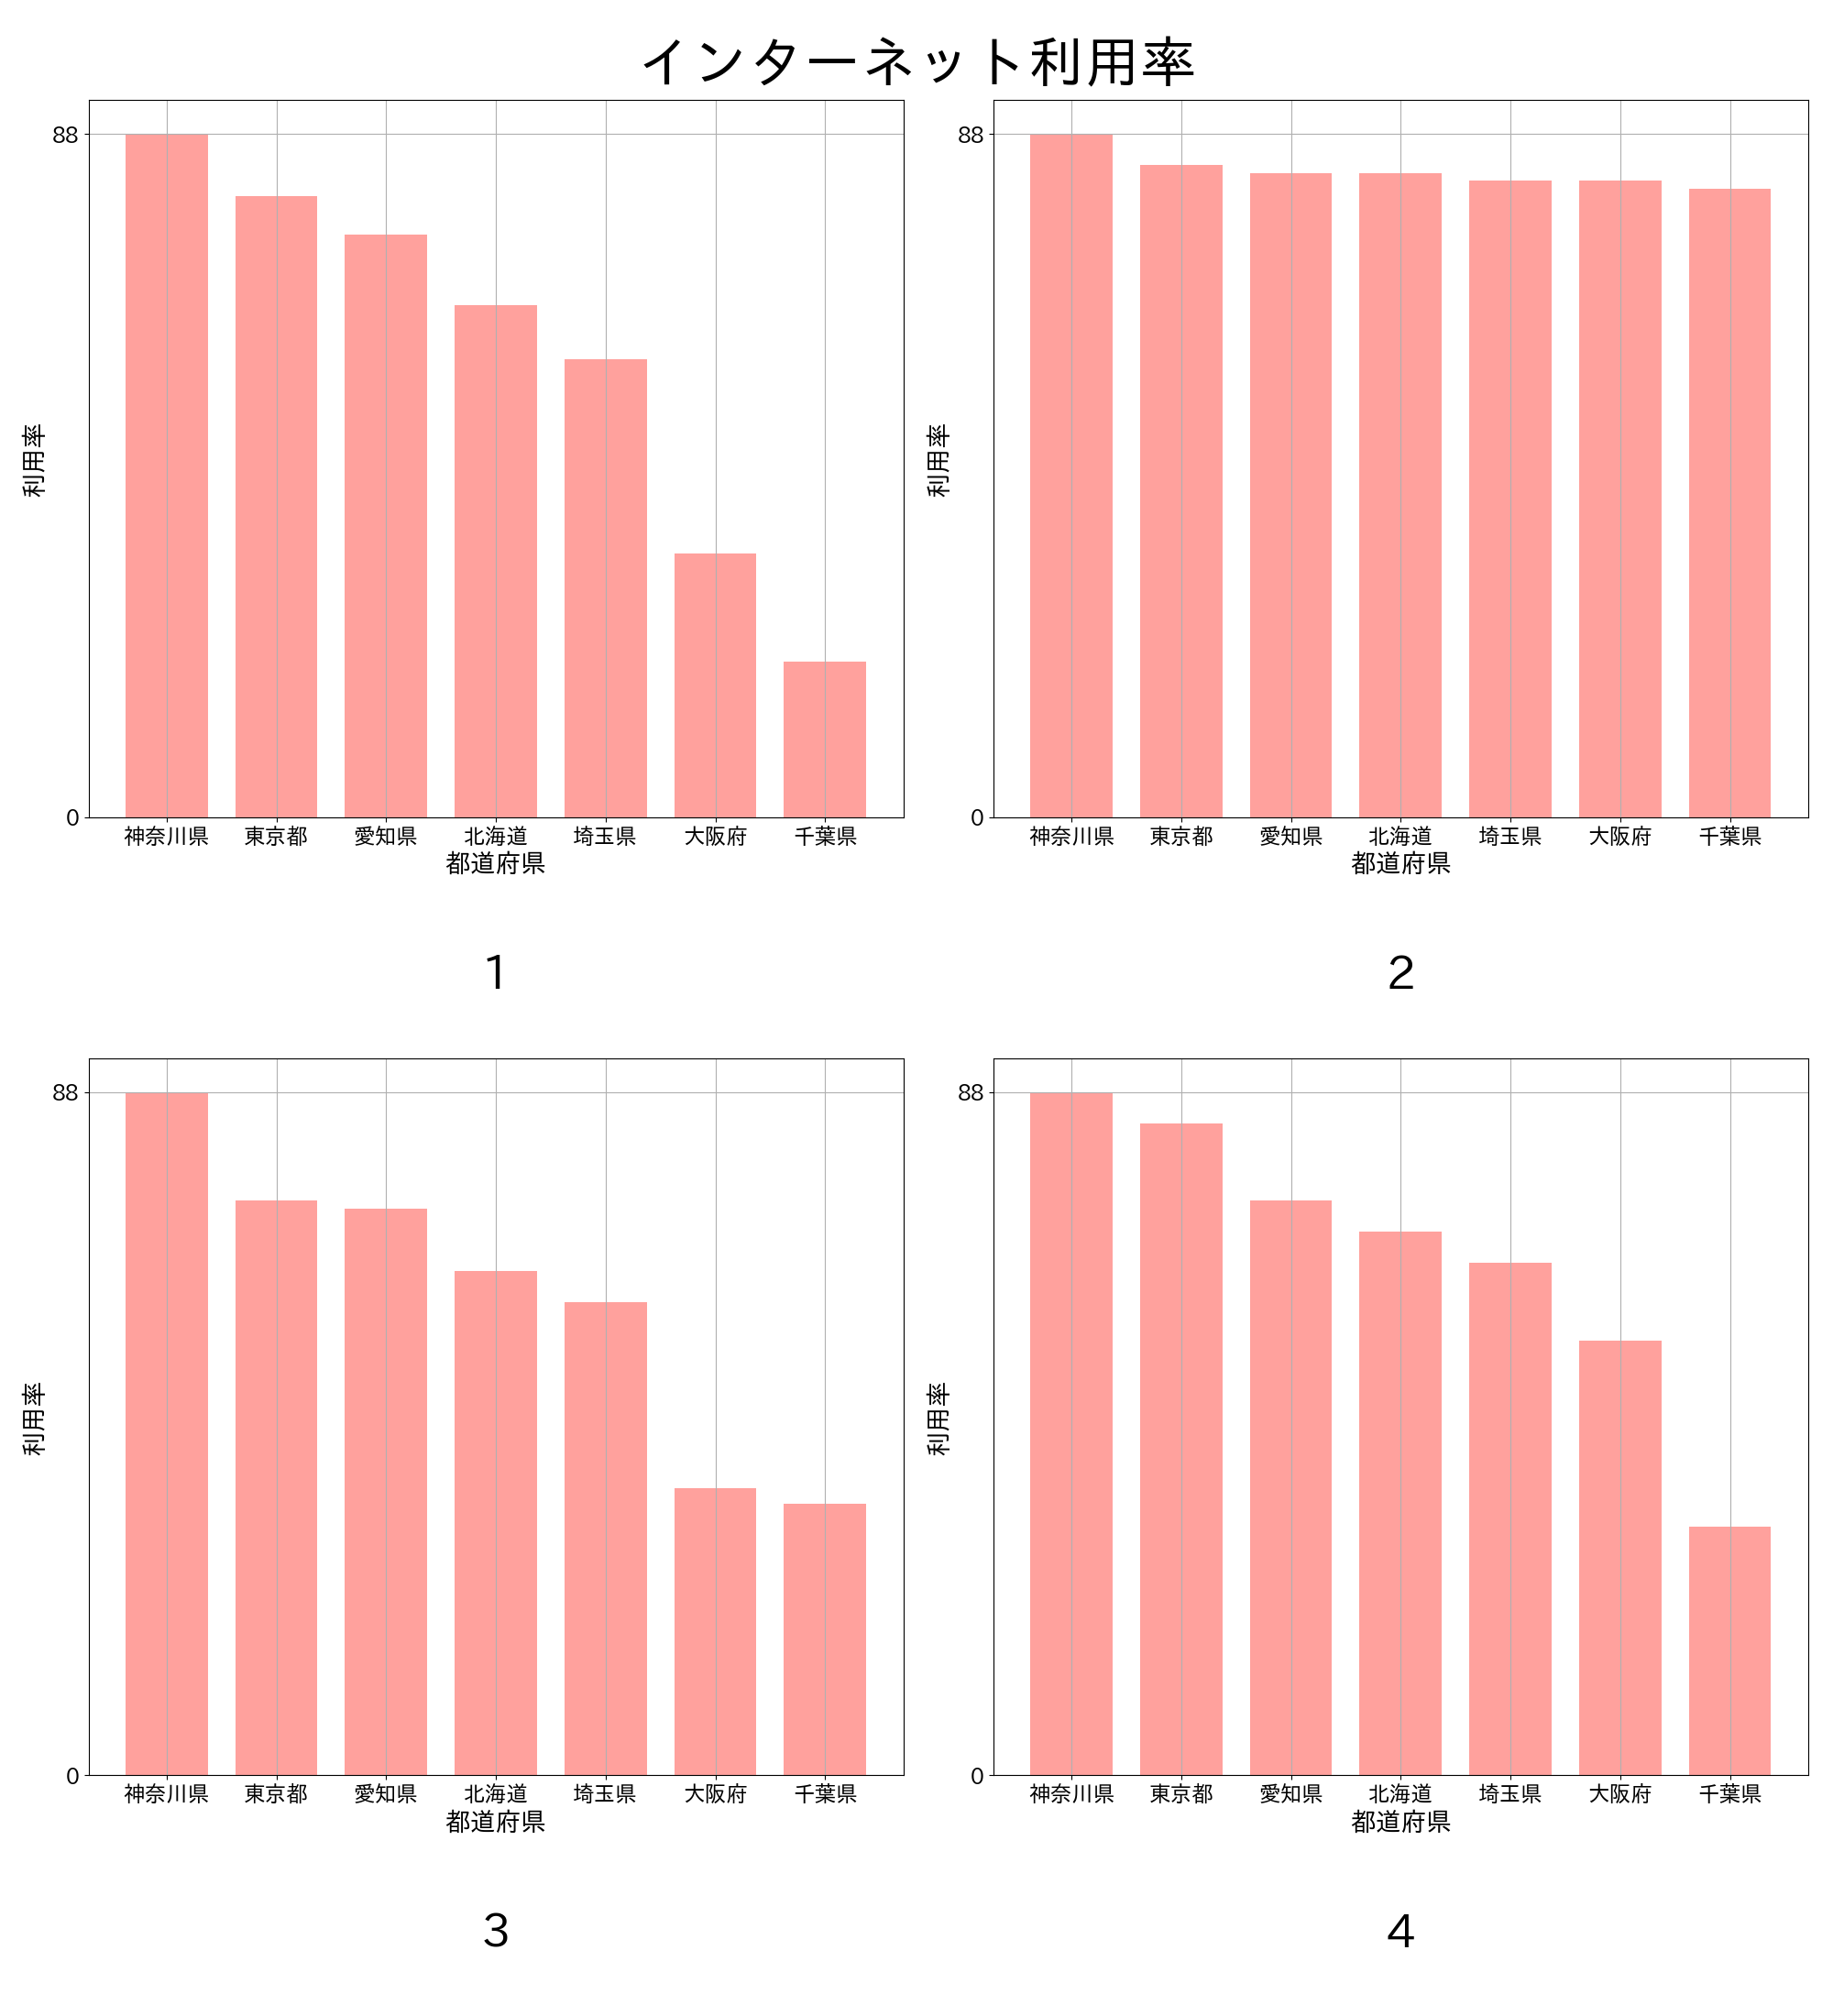 インターネット利用率
88
0
利用率
神奈川県 東京都 愛知県 北海道 埼玉県 大阪府 千葉県
都道府県
1
88
0
利用率
神奈川県 東京都 愛知県 北海道 埼玉県 大阪府 千葉県
都道府県
2
88
0
利用率
神奈川県 東京都 愛知県 北海道 埼玉県 大阪府 千葉県
都道府県
3
88
0
利用率
神奈川県 東京都 愛知県 北海道 埼玉県 大阪府 千葉県
都道府県
4